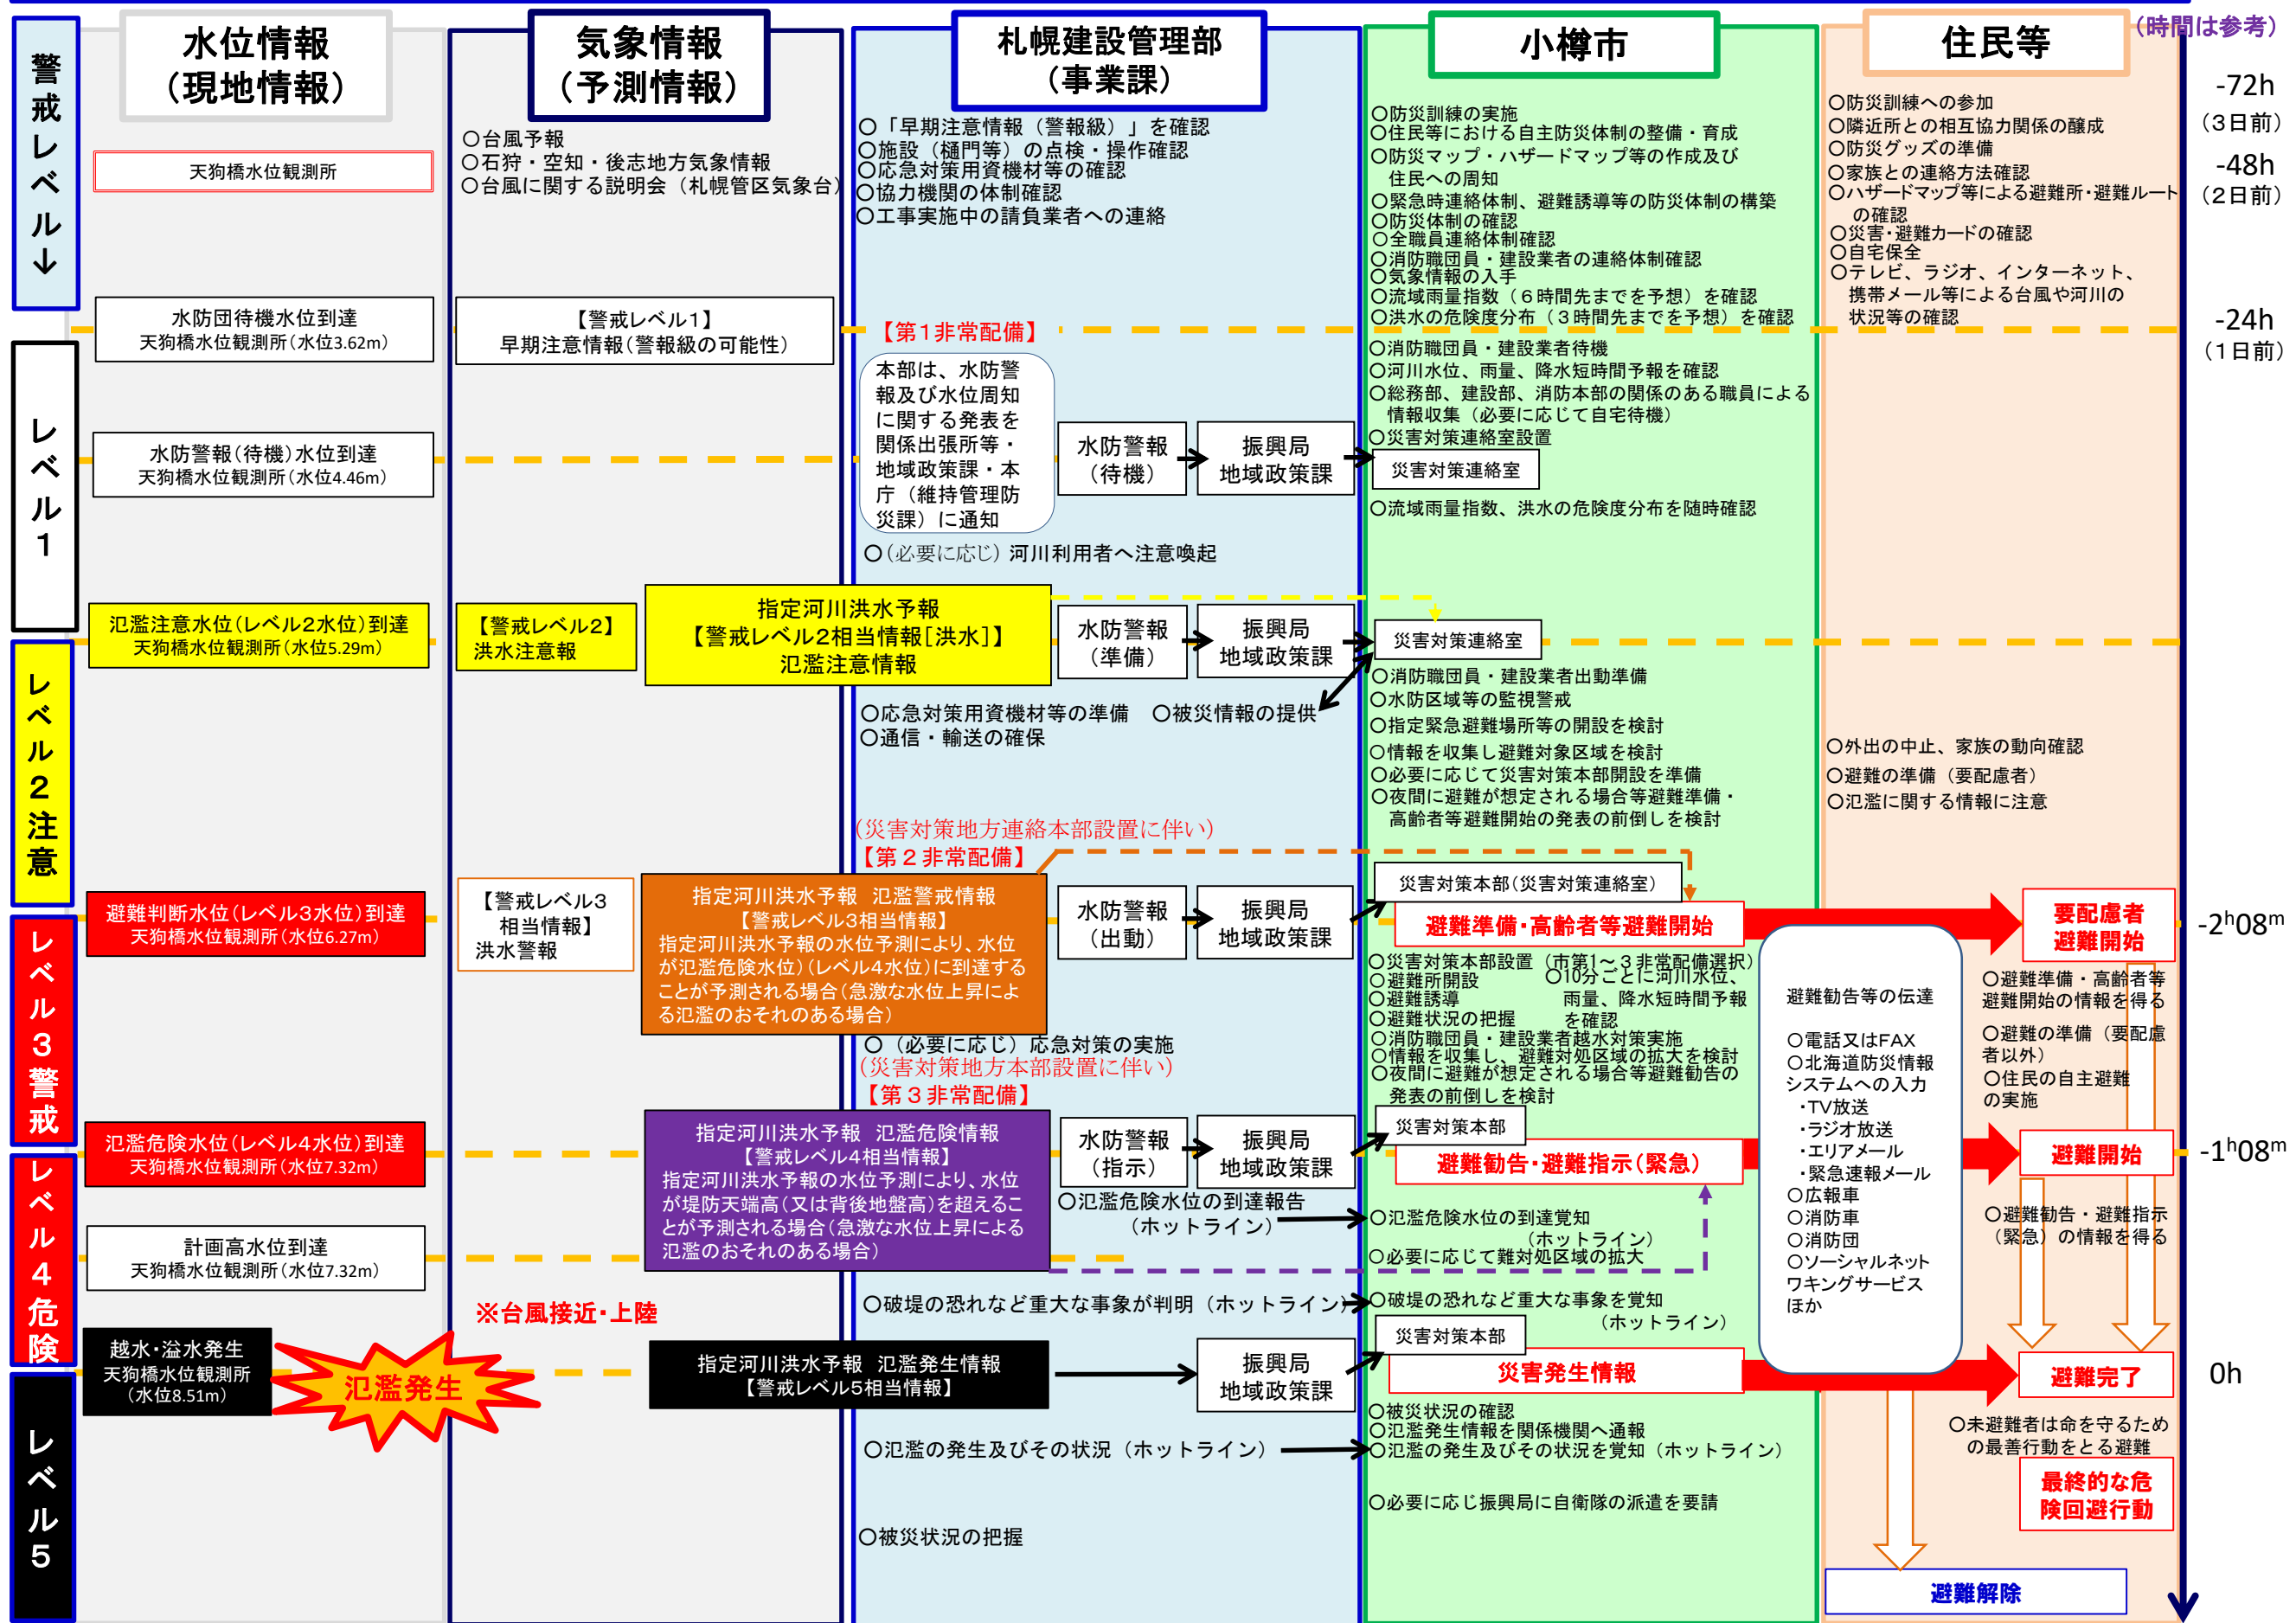 警戒レベル↓
水位情報
（現地情報）
天狗橋水位観測所
水防団待機水位到達
天狗橋水位観測所（水位3.62m）
レベル1
水防警報（待機）水位到達
天狗橋水位観測所（水位4.46m）
氾濫注意水位（レベル2水位）到達
天狗橋水位観測所（水位5.29m）
レベル2注意
避難判断水位（レベル3水位）到達
天狗橋水位観測所（水位6.27m）
レベル3警戒
氾濫危険水位（レベル4水位）到達
天狗橋水位観測所（水位7.32m）
レベル4危険
計画高水位到達
天狗橋水位観測所（水位7.32m）
越水・溢水発生
天狗橋水位観測所
（水位8.51m）
氾濫発生
レベル5
気象情報
（予測情報）
○台風予報
○石狩・空知・後志地方気象情報
○台風に関する説明会（札幌管区気象台）
【警戒レベル1】
早期注意情報（警報級の可能性）
【警戒レベル2】
洪水注意報
指定河川洪水予報
【警戒レベル2相当情報［洪水］】
氾濫注意情報
【警戒レベル3
相当情報】
洪水警報
指定河川洪水予報 氾濫警戒情報
【警戒レベル3相当情報】
指定河川洪水予報の水位予測により、水位
が氾濫危険水位）（レベル4水位）に到達する
ことが予測される場合（急激な水位上昇によ
る氾濫のおそれのある場合）
指定河川洪水予報 氾濫危険情報
【警戒レベル4相当情報】
指定河川洪水予報の水位予測により、水位
が堤防天端高（又は背後地盤高）を超えるこ
とが予測される場合（急激な水位上昇による
氾濫のおそれのある場合）
※台風接近・上陸
指定河川洪水予報 氾濫発生情報
【警戒レベル5相当情報】
札幌建設管理部
（事業課）
○「早期注意情報（警報級）」を確認
○施設（樋門等）の点検・操作確認
○応急対策用資機材等の確認
○協力機関の体制確認
○工事実施中の請負業者への連絡
【第1非常配備】
本部は、水防警
報及び水位周知
に関する発表を
関係出張所等・
地域政策課・本
庁（維持管理防
災課）に通知
水防警報
（待機）
振興局
地域政策課
○（必要に応じ）河川利用者へ注意喚起
水防警報
（準備）
振興局
地域政策課
○応急対策用資機材等の準備 ○被災情報の提供
○通信・輸送の確保
（災害対策地方連絡本部設置に伴い）
【第2非常配備】
水防警報
（出動）
振興局
地域政策課
○（必要に応じ）応急対策の実施
（災害対策地方本部設置に伴い）
【第3非常配備】
水防警報
（指示）
振興局
地域政策課
○氾濫危険水位の到達報告
（ホットライン）
○破堤の恐れなど重大な事象が判明（ホットライン）
振興局
地域政策課
○氾濫の発生及びその状況（ホットライン）
○被災状況の把握
小樽市
○防災訓練の実施
○住民等における自主防災体制の整備・育成
○防災マップ・ハザードマップ等の作成及び
住民への周知
○緊急時連絡体制、避難誘導等の防災体制の構築
○防災体制の確認
○全職員連絡体制確認
○消防職団員・建設業者の連絡体制確認
○気象情報の入手
○流域雨量指数（６時間先までを予想）を確認
○洪水の危険度分布（３時間先までを予想）を確認
○消防職団員・建設業者待機
○河川水位、雨量、降水短時間予報を確認
○総務部、建設部、消防本部の関係のある職員による
情報収集（必要に応じて自宅待機）
○災害対策連絡室設置
災害対策連絡室
○流域雨量指数、洪水の危険度分布を随時確認
災害対策連絡室
○消防職団員・建設業者出動準備
○水防区域等の監視警戒
○指定緊急避難場所等の開設を検討
○情報を収集し避難対象区域を検討
○必要に応じて災害対策本部開設を準備
○夜間に避難が想定される場合等避難準備・
高齢者等避難開始の発表の前倒しを検討
災害対策本部（災害対策連絡室）
避難準備・高齢者等避難開始
○災害対策本部設置（市第1～3非常配備選択）
○避難所開設
○10分ごとに河川水位、
雨量、降水短時間予報
を確認
○避難誘導
○避難状況の把握
○消防職団員・建設業者越水対策実施
○情報を収集し、避難対処区域の拡大を検討
○夜間に避難が想定される場合等避難勧告の
発表の前倒しを検討
災害対策本部
避難勧告・避難指示（緊急）
○氾濫危険水位の到達覚知
（ホットライン）
○必要に応じて難対処区域の拡大
○破堤の恐れなど重大な事象を覚知
（ホットライン）
災害対策本部
災害発生情報
○被災状況の確認
○氾濫発生情報を関係機関へ通報
○氾濫の発生及びその状況を覚知（ホットライン）
○必要に応じ振興局に自衛隊の派遣を要請
住民等
○防災訓練への参加
○隣近所との相互協力関係の醸成
○防災グッズの準備
○家族との連絡方法確認
○ハザードマップ等による避難所・避難ルート
の確認
○災害・避難カードの確認
○自宅保全
○テレビ、ラジオ、インターネット、
携帯メール等による台風や河川の
状況等の確認
○外出の中止、家族の動向確認
○避難の準備（要配慮者）
○氾濫に関する情報に注意
要配慮者
避難開始
避難勧告等の伝達
○電話又はFAX
○北海道防災情報
システムへの入力
・TV放送
・ラジオ放送
・エリアメール
・緊急速報メール
○広報車
○消防車
○消防団
○ソーシャルネット
ワキングサービス
ほか
○避難準備・高齢者等
避難開始の情報を得る
○避難の準備（要配慮
者以外）
○住民の自主避難
の実施
避難開始
○避難勧告・避難指示
（緊急）の情報を得る
避難完了
○未避難者は命を守るため
の最善行動をとる避難
最終的な危
険回避行動
避難解除
（時間は参考）
-72h
（3日前）
-48h
（2日前）
-24h
（1日前）
-2h08m
-1h08m
0h